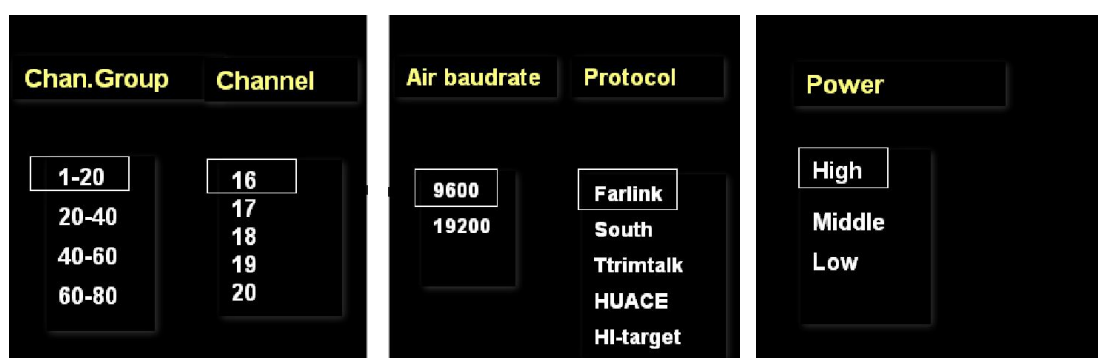 Chan.Group
Channel
1-20
20-40
40-60
60-80
16
17
18
19
20
Air baudrate
Protocol
9600
19200
Farlink
South
Ttrimtalk
HUACE
HI-target
Power
High
Middle
Low